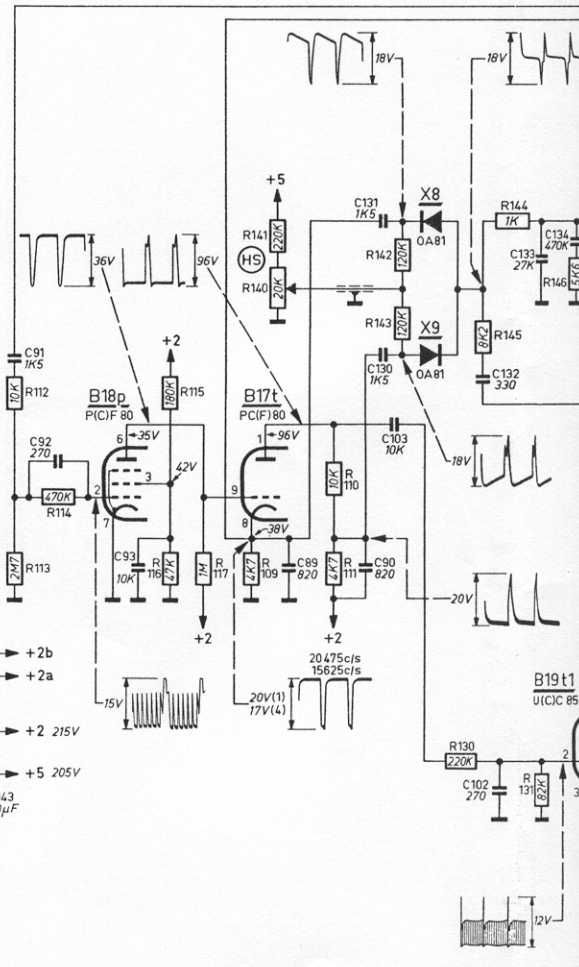 18V
18V
+5
C131
1K5
X8
OA81
R144
1K
C134
470K
C133
27K
R146
5K6
R141
220K
HS
R140
20K
R142
120K
36V
96V
R143
120K
X9
OA81
R145
8K2
C132
330
C91
1K5
R112
10K
+2
B18p
P(C)F 80
R115
180K
B17t
PC(F)80
C130
1K5
6
35V
1
96V
C103
10K
C92
270
18V
3
42V
R
110
10K
2
9
470K
R114
7
8
38V
R113
2M7
C93
10K
R
116
47K
R
117
1M
R
109
4K7
C89
820
R
111
4K7
C90
820
20V
+2
+2
+2b
+2a
20475c/s
15625c/s
15V
20V(1)
17V(4)
B19t1
U(C)C 85
+2 215V
R130
220K
2
+5 205V
C102
270
R
131
82K
3
43
µF
12V